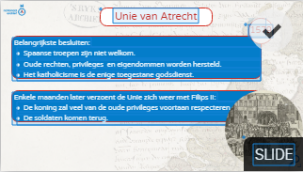 Unie van Atrecht
Belangrijkste besluiten:
Spaanse troepen zijn niet welkom.
Oude rechten, privileges en eigendommen worden hersteld.
Het katholicisme is de enige toegestane godsdienst.
Enkele maanden later verzoent de Unie zich weer met Filips II:
De koning zal veel van de oude privileges voortaan respecteren
De soldaten komen terug.
SLIDE